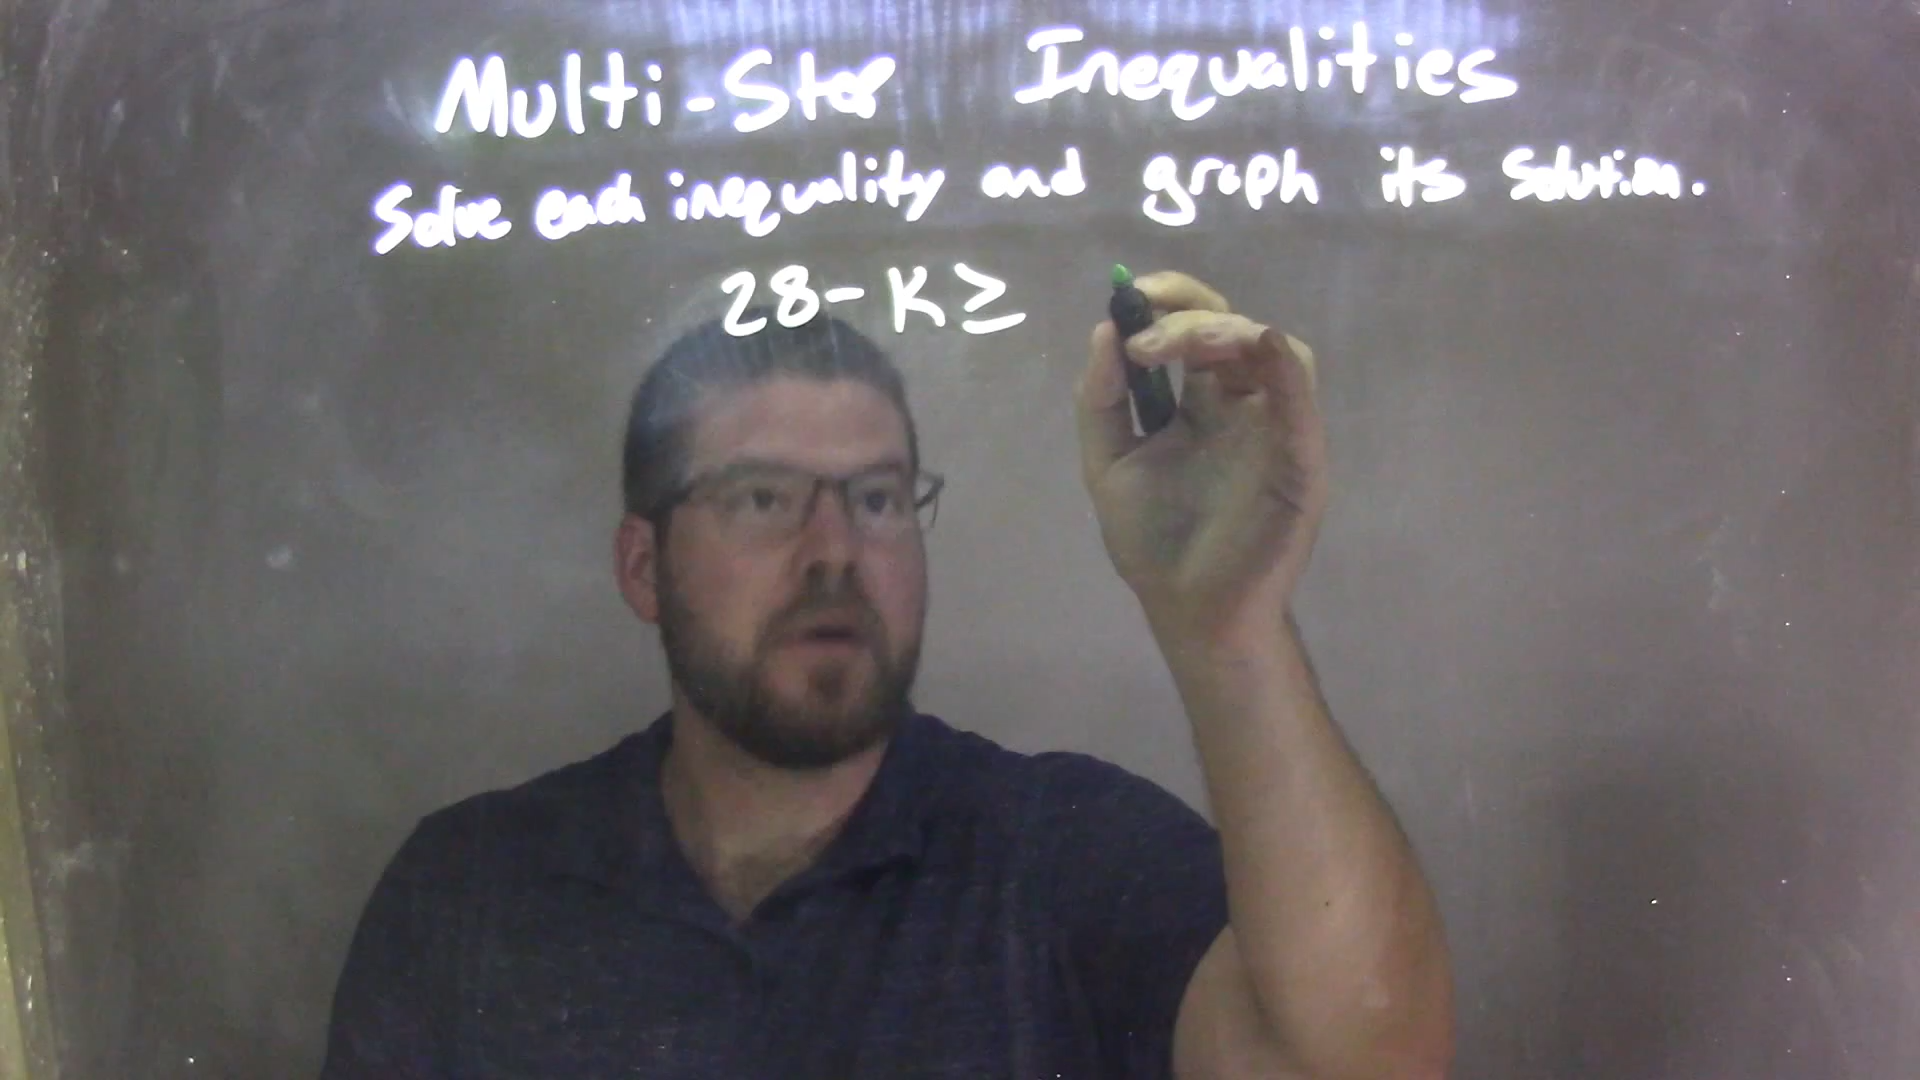 Multi-Step Inequalities
Solve each inequality and graph its solution.
28-K≥